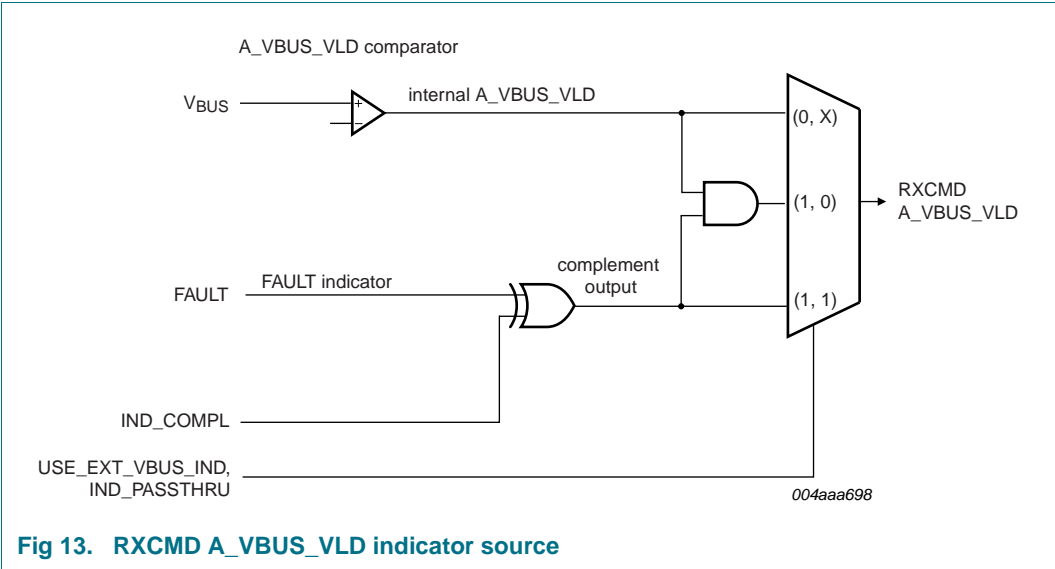 A_VBUS_VLD comparator
VBUS
+
−
internal A_VBUS_VLD
(0, X)
(1, 0)
RXCMD
A_VBUS_VLD
complement
output
FAULT
FAULT indicator
(1, 1)
IND_COMPL
USE_EXT_VBUS_IND,
IND_PASSTHRU
004aaa698
Fig 13. RXCMD A_VBUS_VLD indicator source